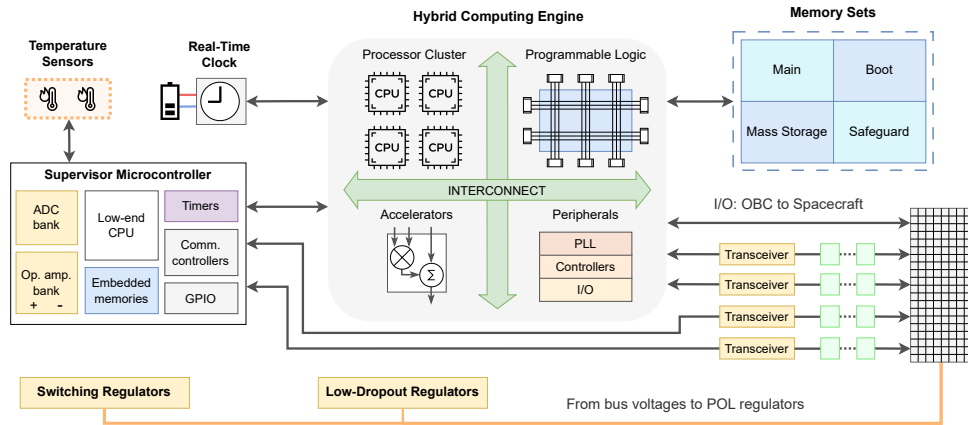 Hybrid Computing Engine
Memory Sets
Temperature
Sensors
Real-Time
Clock
Processor Cluster
Programmable Logic
CPU
CPU
CPU
CPU
Main
Boot
Mass Storage
Safeguard
INTERCONNECT
Supervisor Microcontroller
ADC
bank
Low-end
CPU
Timers
Comm.
controllers
Op. amp.
bank
+ -
Embedded
memories
GPIO
Accelerators
Σ
Peripherals
PLL
Controllers
I/O
I/O: OBC to Spacecraft
Transceiver
Transceiver
Transceiver
Transceiver
Switching Regulators
Low-Dropout Regulators
From bus voltages to POL regulators